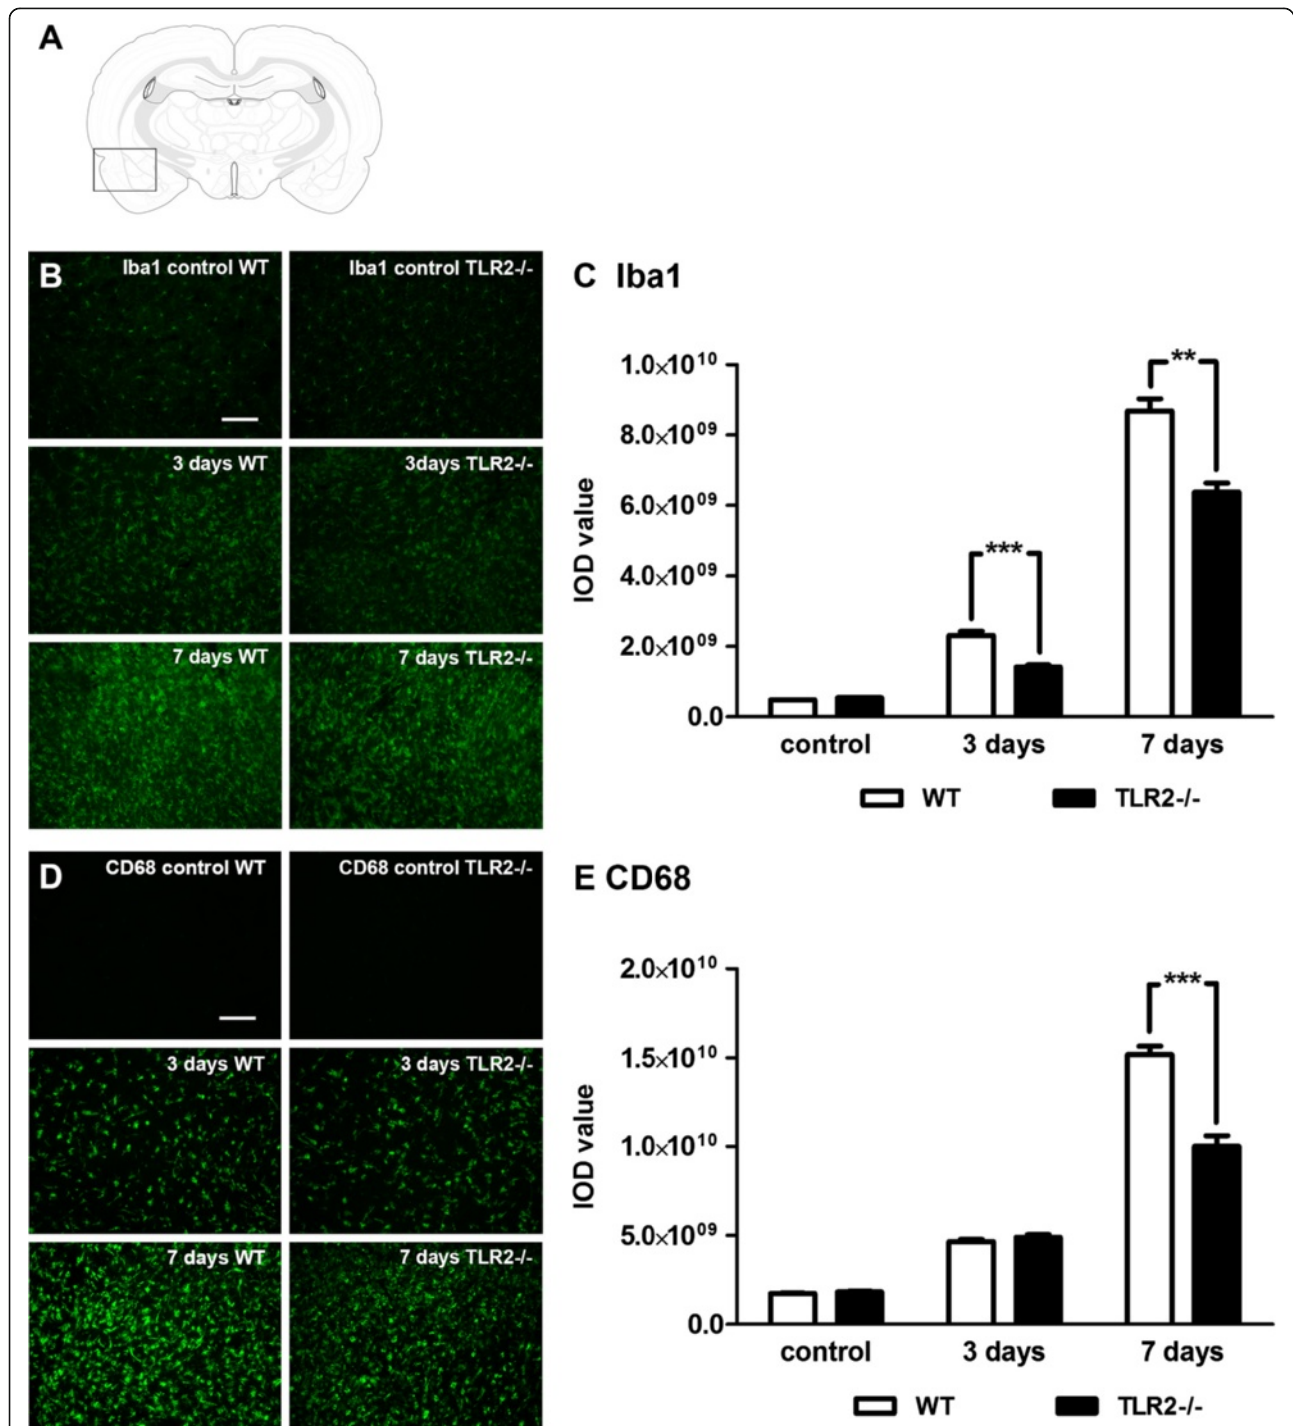 A
B
Iba1 control WT
Iba1 control TLR2-/-
3 days WT
3days TLR2-/-
7 days WT
7 days TLR2-/-
C Iba1
IOD value
1.0×10¹⁰
8.0×10⁰⁹
6.0×10⁰⁹
4.0×10⁰⁹
2.0×10⁰⁹
0.0
***
**
control
3 days
7 days
WT
TLR2-/-
D
CD68 control WT
CD68 control TLR2-/-
3 days WT
3 days TLR2-/-
7 days WT
7 days TLR2-/-
E CD68
IOD value
2.0×10¹⁰
1.5×10¹⁰
1.0×10¹⁰
5.0×10⁰⁹
0.0
***
control
3 days
7 days
WT
TLR2-/-